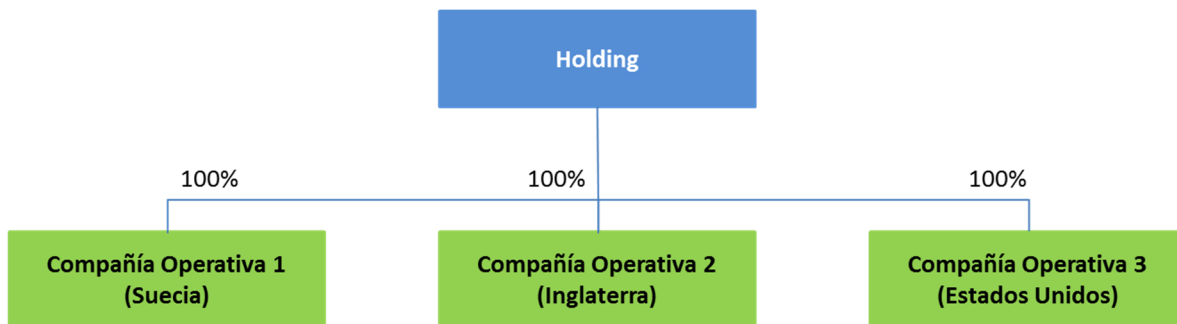 Holding
100%
100%
100%
Compañía Operativa 1
(Suecia)
Compañía Operativa 2
(Inglaterra)
Compañía Operativa 3
(Estados Unidos)